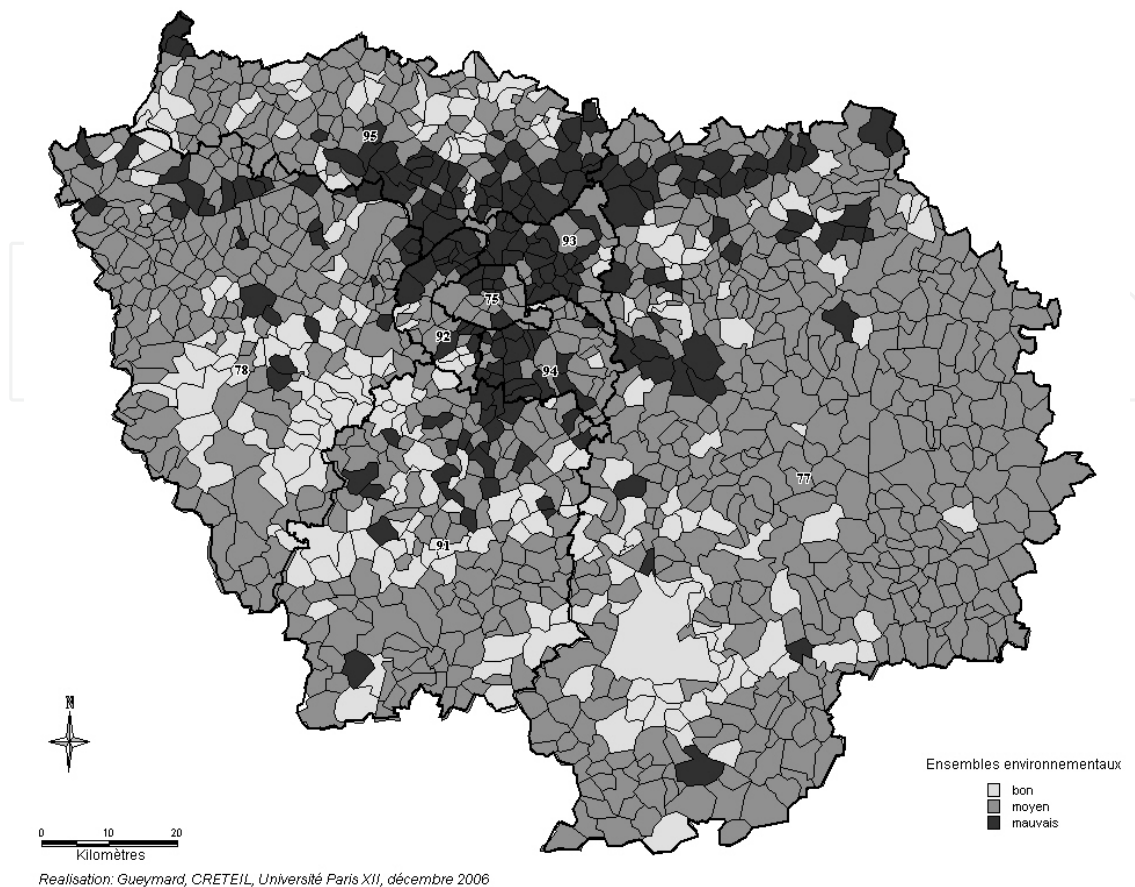 95
93
75
92
78
94
77
91
N
Ensembles environnementaux
bon
moyen
mauvais
0 10 20
Kilomètres
Realisation: Gueymard, CRETEIL, Université Paris XII, décembre 2006